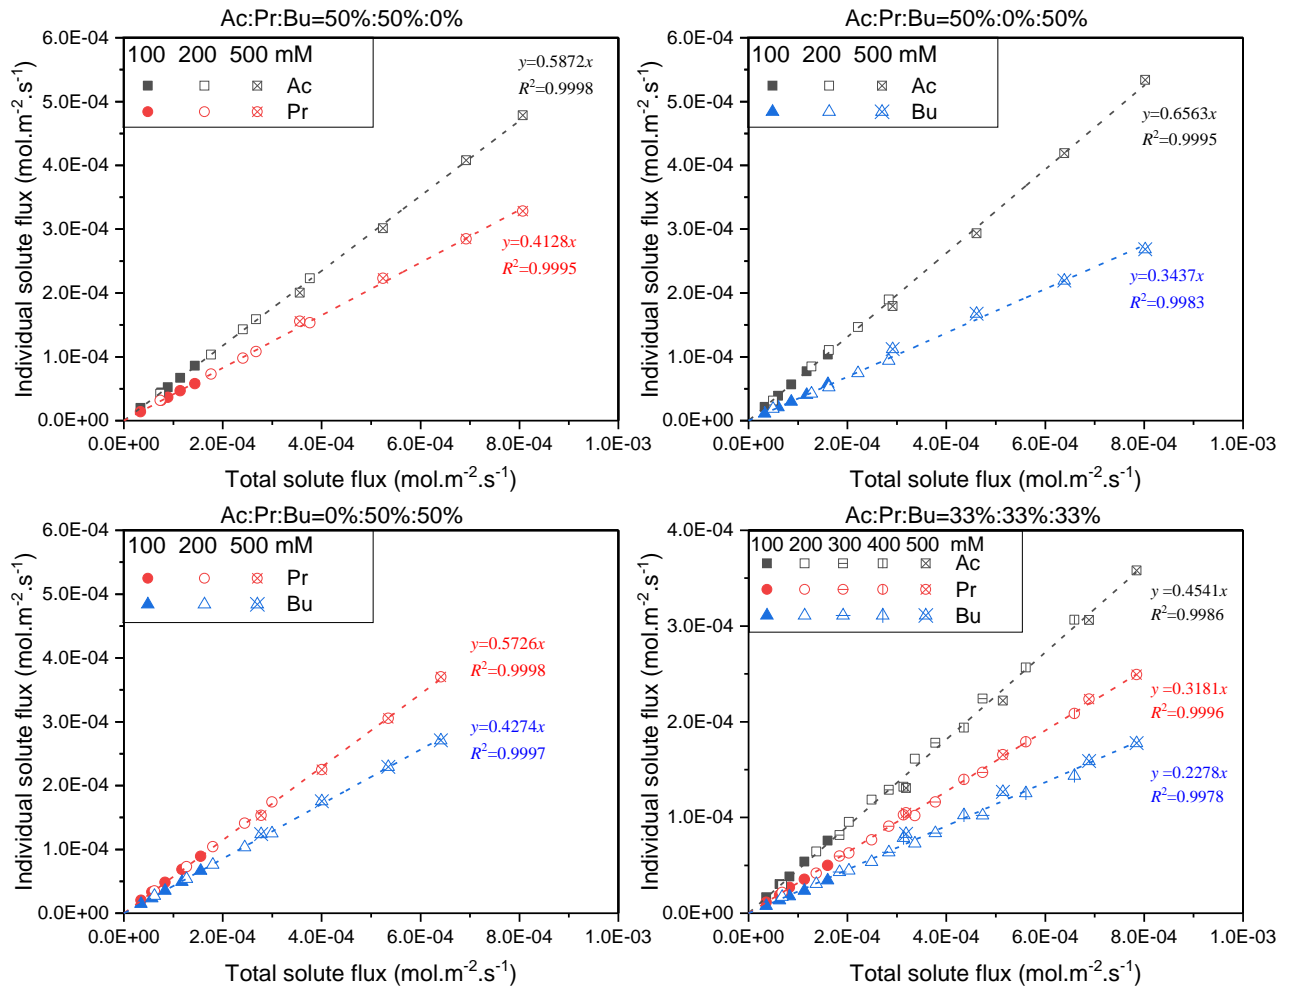 Ac:Pr:Bu=50%:50%:0%
6.0E-04
5.0E-04
4.0E-04
3.0E-04
2.0E-04
1.0E-04
0.0E+00
Individual solute flux (mol.m-2.s-1)
100 200 500 mM
Ac
Pr
y=0.5872x
R2=0.9998
y=0.4128x
R2=0.9995
0.0E+00 2.0E-04 4.0E-04 6.0E-04 8.0E-04 1.0E-03
Total solute flux (mol.m-2.s-1)
Ac:Pr:Bu=50%:0%:50%
6.0E-04
5.0E-04
4.0E-04
3.0E-04
2.0E-04
1.0E-04
0.0E+00
Individual solute flux (mol.m-2.s-1)
100 200 500 mM
Ac
Bu
y=0.6563x
R2=0.9995
y=0.3437x
R2=0.9983
0.0E+00 2.0E-04 4.0E-04 6.0E-04 8.0E-04 1.0E-03
Total solute flux (mol.m-2.s-1)
Ac:Pr:Bu=0%:50%:50%
6.0E-04
5.0E-04
4.0E-04
3.0E-04
2.0E-04
1.0E-04
0.0E+00
Individual solute flux (mol.m-2.s-1)
100 200 500 mM
Pr
Bu
y=0.5726x
R2=0.9998
y=0.4274x
R2=0.9997
0.0E+00 2.0E-04 4.0E-04 6.0E-04 8.0E-04 1.0E-03
Total solute flux (mol.m-2.s-1)
Ac:Pr:Bu=33%:33%:33%
4.0E-04
3.0E-04
2.0E-04
1.0E-04
0.0E+00
Individual solute flux (mol.m-2.s-1)
100 200 300 400 500 mM
Ac
Pr
Bu
y =0.4541x
R2=0.9986
y =0.3181x
R2=0.9996
y =0.2278x
R2=0.9978
0.0E+00 2.0E-04 4.0E-04 6.0E-04 8.0E-04 1.0E-03
Total solute flux (mol.m-2.s-1)